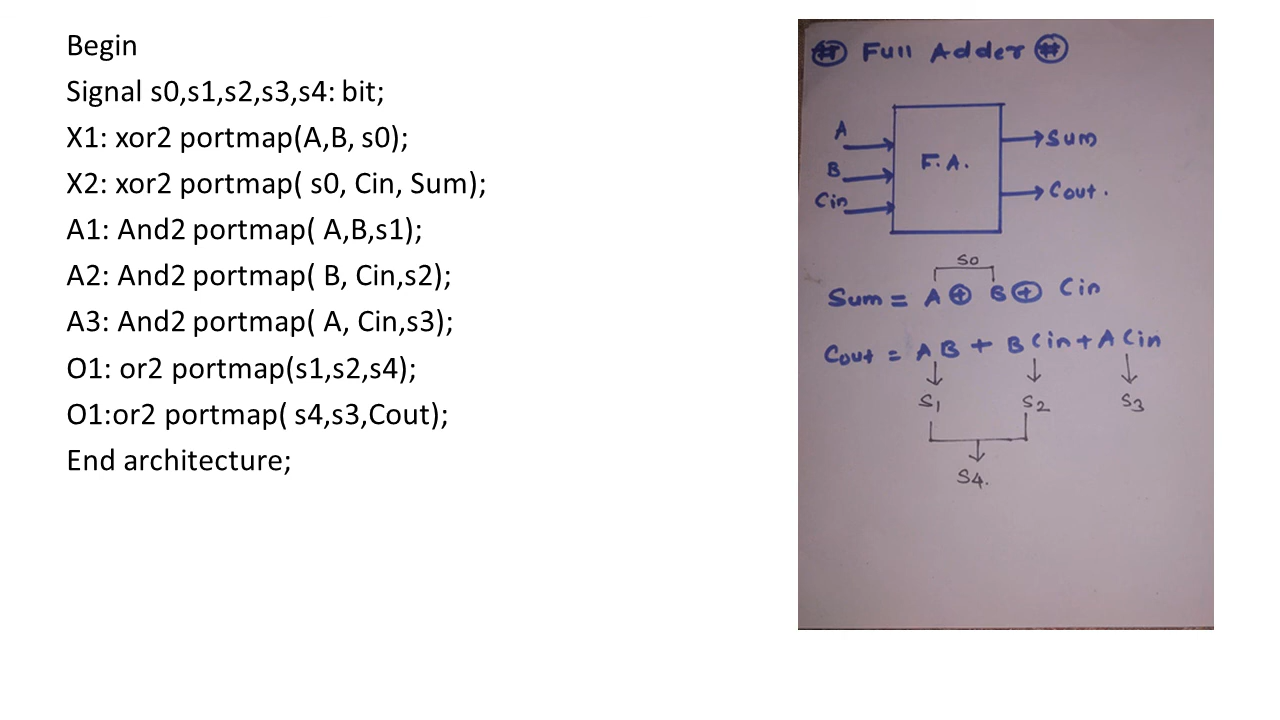 Begin
Signal s0,s1,s2,s3,s4: bit;
X1: xor2 portmap(A,B, s0);
X2: xor2 portmap( s0, Cin, Sum);
A1: And2 portmap( A,B,s1);
A2: And2 portmap( B, Cin,s2);
A3: And2 portmap( A, Cin,s3);
O1: or2 portmap(s1,s2,s4);
O1:or2 portmap( s4,s3,Cout);
End architecture;
# Full Adder #
A
B
Cin
F.A.
Sum
Cout.
S0
Sum = A ⊕ B ⊕ Cin
Cout = AB + BCin + ACin
S1 S2 S3
S4.